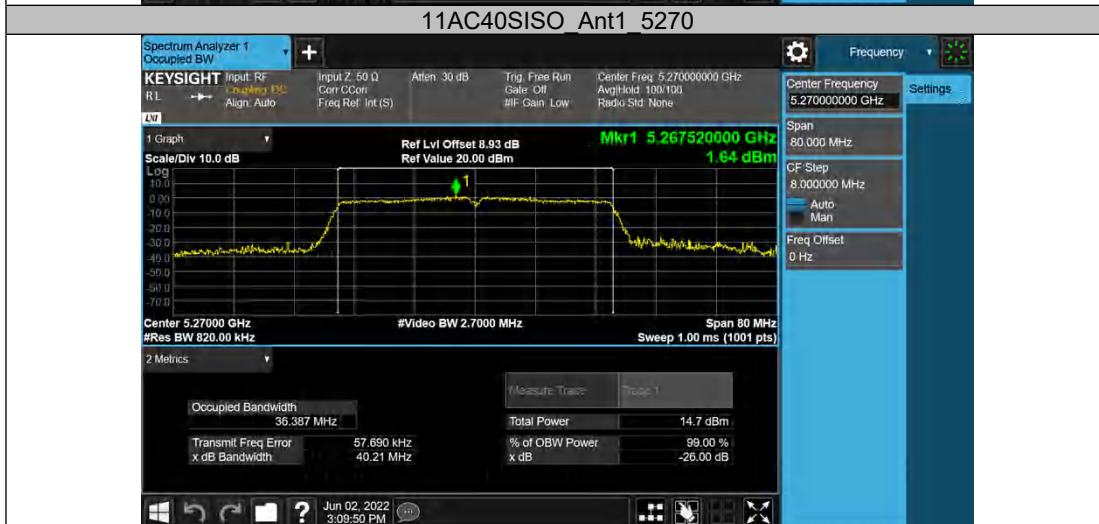 11AC40SISO_Ant1_5270
Spectrum Analyzer 1
Occupied BW
+
Frequency
KEYSIGHT
Input: RF
Input Z: 50 Ω
Atten: 30 dB
Trig: Free Run
Center Freq: 5.270000000 GHz
RL
Coupling: DC
Corr CCorr
Gate: Off
Avg|Hold: 100/100
Align: Auto
Freq Ref: Int (S)
#IF Gain: Low
Radio Std: None
LXI
Center Frequency
5.270000000 GHz
Settings
Span
80.000 MHz
CF Step
8.000000 MHz
Auto
Man
Freq Offset
0 Hz
1 Graph
Ref Lvl Offset 8.93 dB
Mkr1 5.267520000 GHz
Scale/Div 10.0 dB
Ref Value 20.00 dBm
1.64 dBm
Log
10.0
0.00
-10.0
-20.0
-30.0
-40.0
-50.0
-60.0
-70.0
1
Center 5.27000 GHz
#Video BW 2.7000 MHz
Span 80 MHz
#Res BW 820.00 kHz
Sweep 1.00 ms (1001 pts)
2 Metrics
Measure Trace
Trace 1
Occupied Bandwidth
36.387 MHz
Total Power
14.7 dBm
Transmit Freq Error
57.690 kHz
% of OBW Power
99.00 %
x dB Bandwidth
40.21 MHz
x dB
-26.00 dB
?
Jun 02, 2022
3:09:50 PM